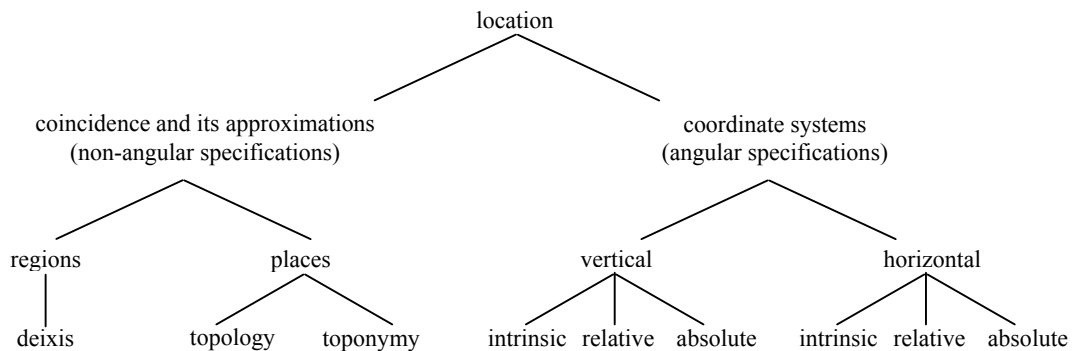 location
coincidence and its approximations
(non-angular specifications)
coordinate systems
(angular specifications)
regions
places
vertical
horizontal
deixis
topology
toponymy
intrinsic
relative
absolute
intrinsic
relative
absolute